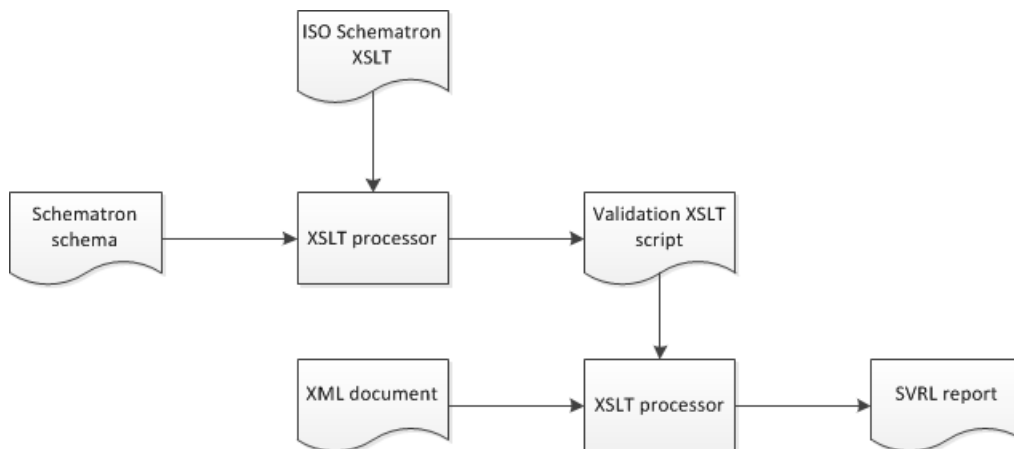 ISO Schematron
XSLT
Schematron
schema
XSLT processor
Validation XSLT
script
XML document
XSLT processor
SVRL report